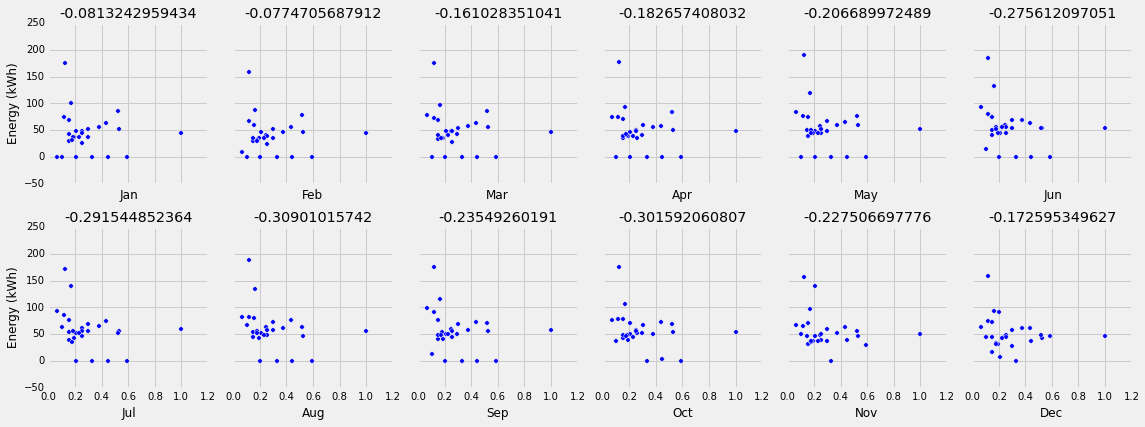 -0.0813242959434 -0.0774705687912 -0.161028351041 -0.182657408032 -0.206689972489 -0.275612097051
250
200
150
100
50
0
−50
Energy (kWh)
Jan Feb Mar Apr May Jun
-0.291544852364 -0.30901015742 -0.23549260191 -0.301592060807 -0.227506697776 -0.172595349627
250
200
150
100
50
0
−50
Energy (kWh)
0.0 0.2 0.4 0.6 0.8 1.0 1.2 0.0 0.2 0.4 0.6 0.8 1.0 1.2 0.0 0.2 0.4 0.6 0.8 1.0 1.2 0.0 0.2 0.4 0.6 0.8 1.0 1.2 0.0 0.2 0.4 0.6 0.8 1.0 1.2 0.0 0.2 0.4 0.6 0.8 1.0 1.2
Jul Aug Sep Oct Nov Dec